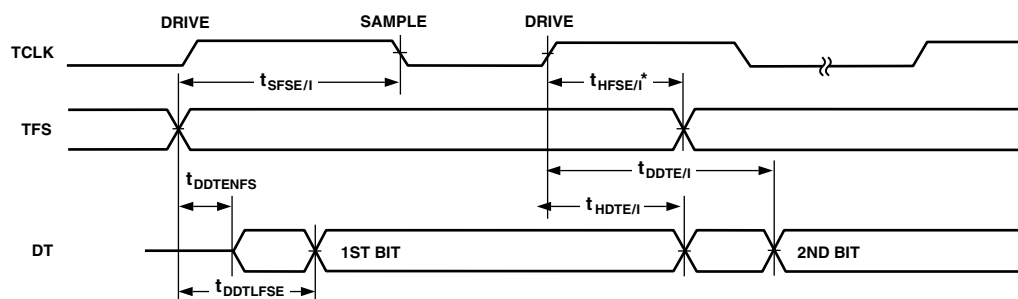 DRIVE SAMPLE DRIVE
TCLK
tSFSE/I tHFSE/I*
TFS
tDDTENFS tDDTE/I
tHDTE/I
DT 1ST BIT 2ND BIT
tDDTLFSE